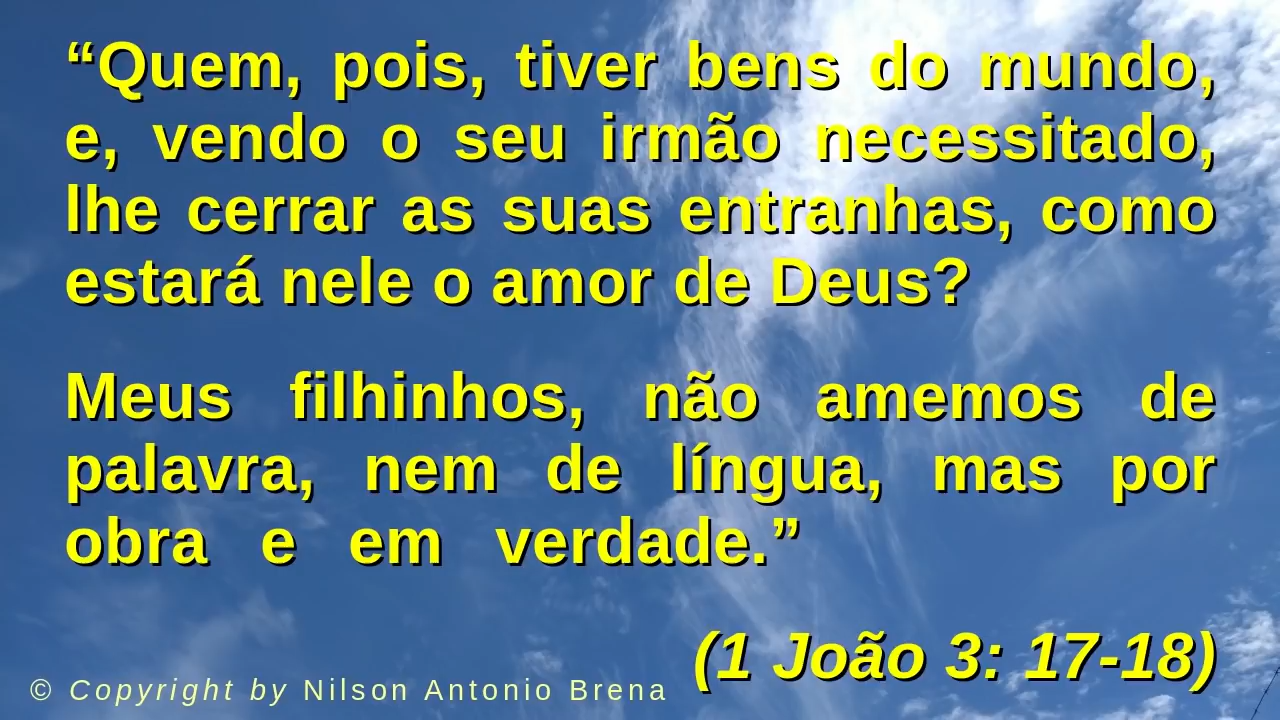 “Quem, pois, tiver bens do mundo,
e, vendo o seu irmão necessitado,
lhe cerrar as suas entranhas, como
estará nele o amor de Deus?
Meus filhinhos, não amemos de
palavra, nem de língua, mas por
obra e em verdade.”
(1 João 3: 17-18)
© Copyright by Nilson Antonio Brena